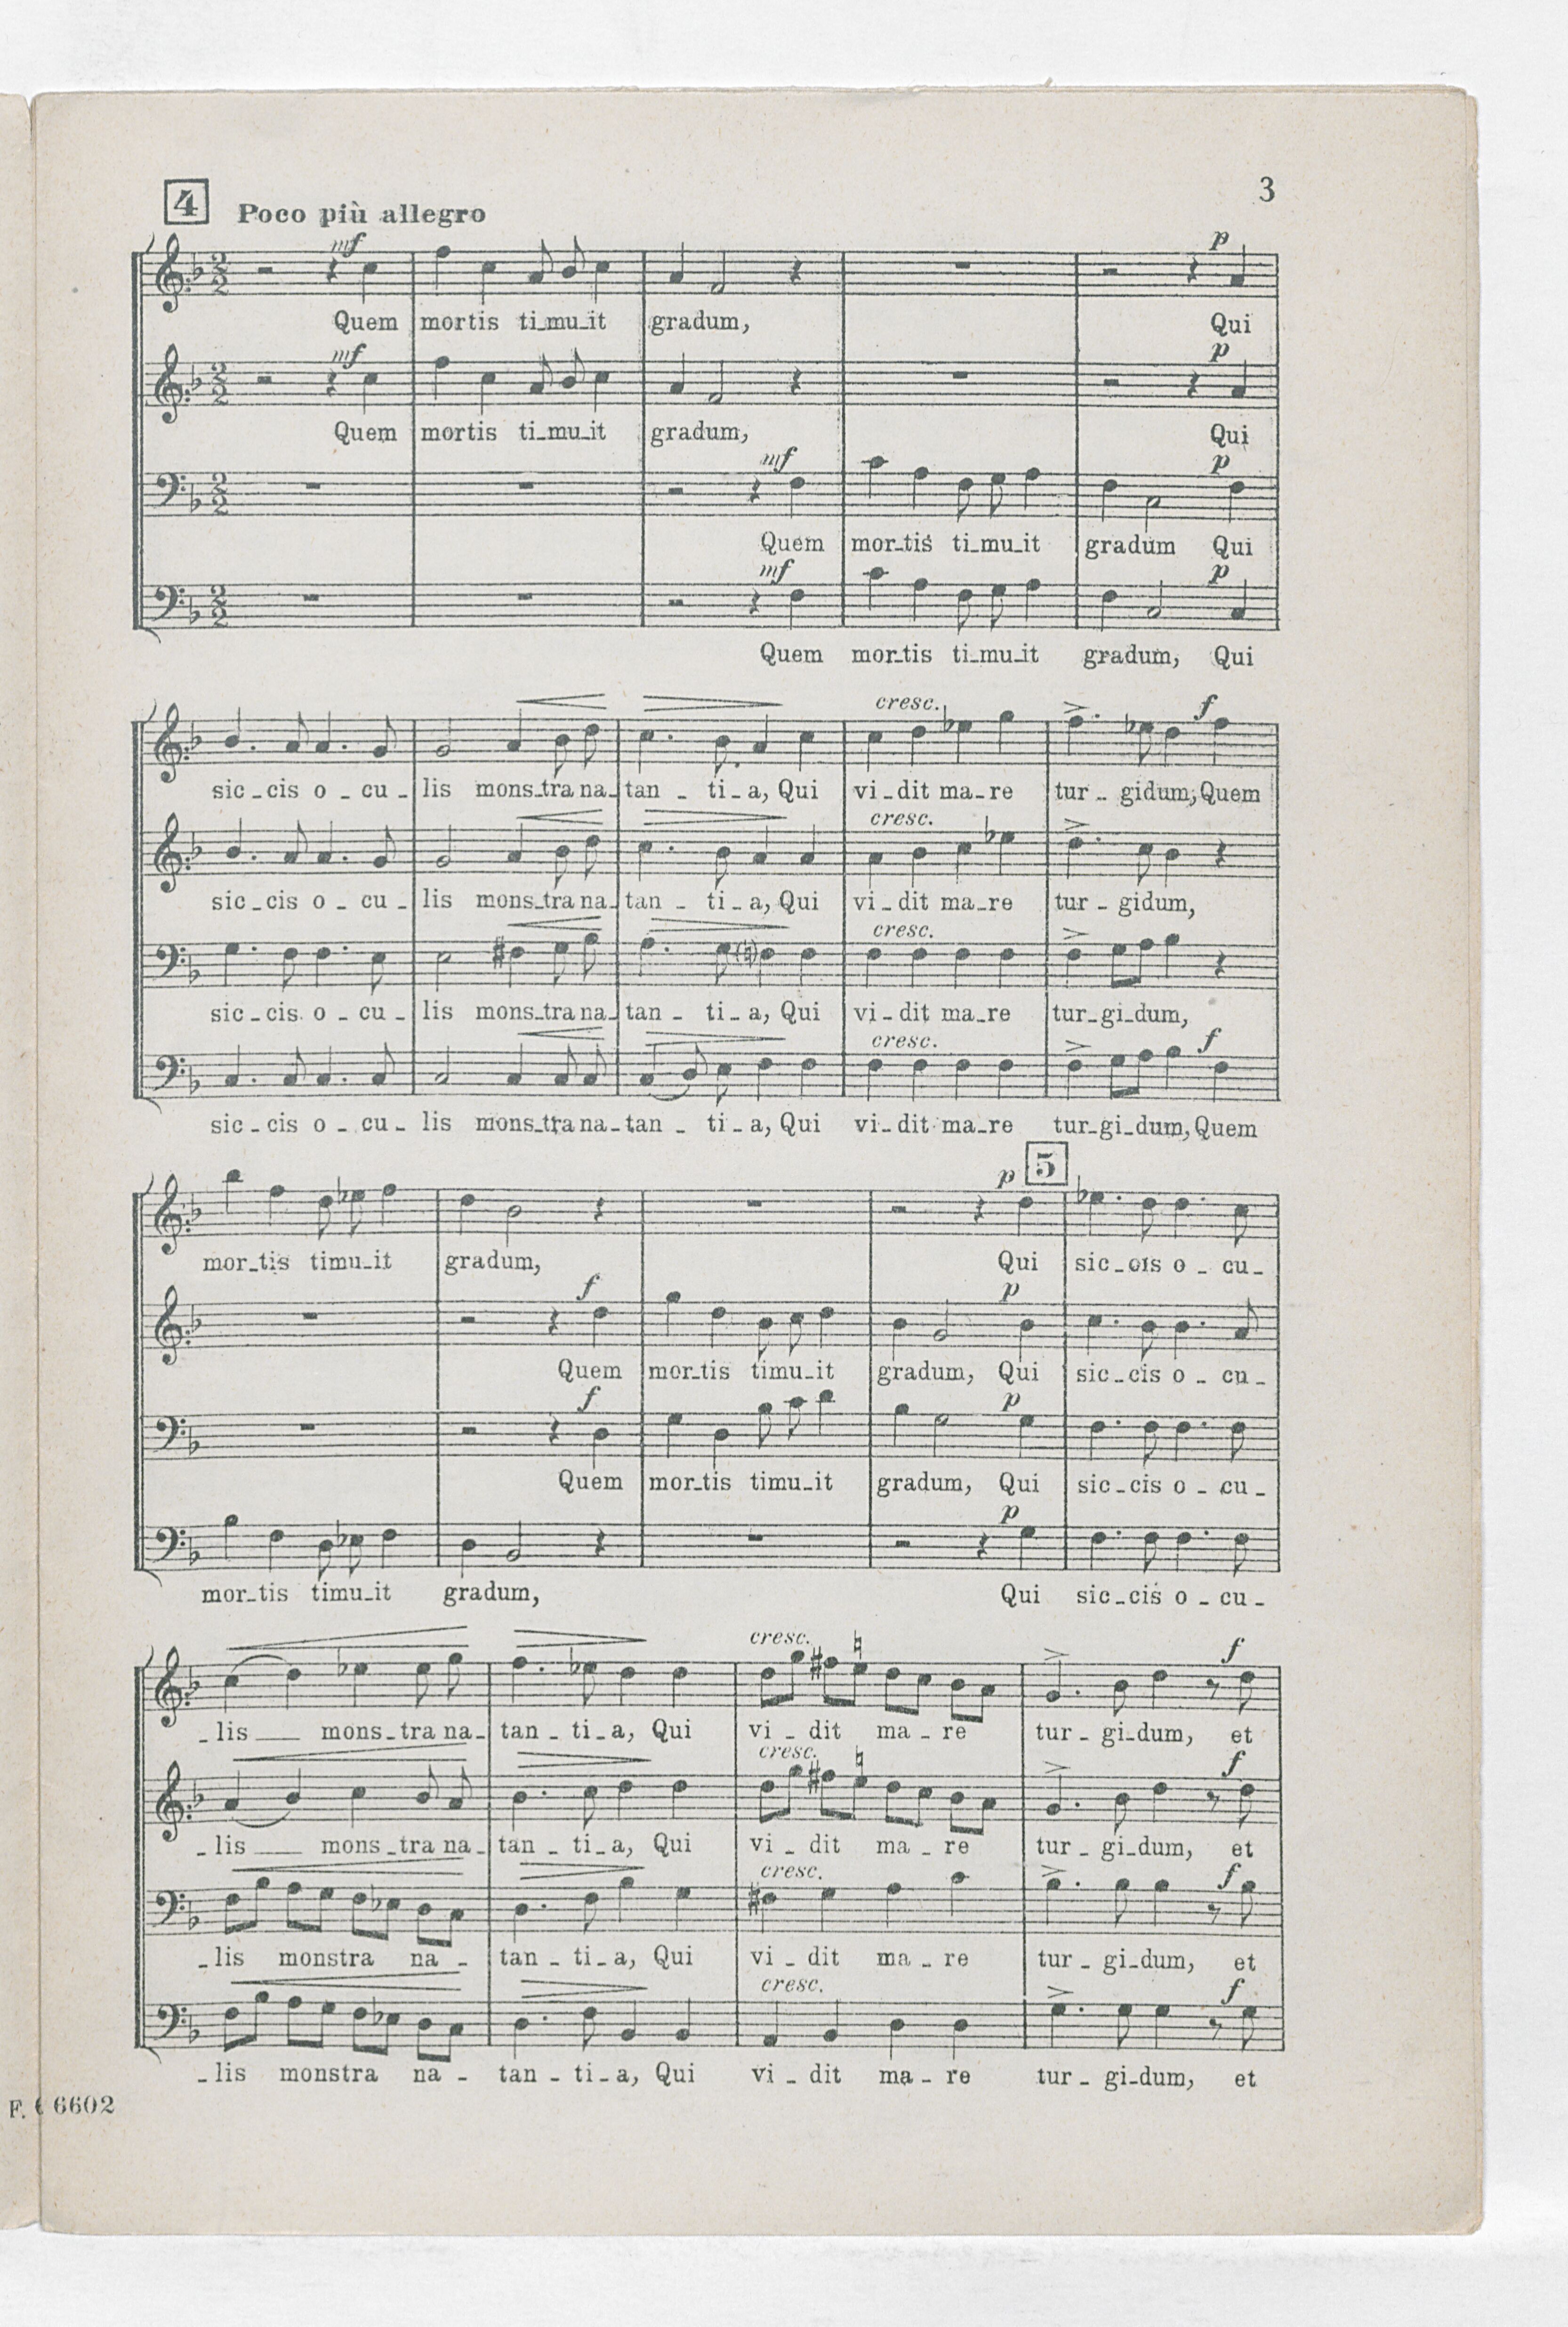 3
4 Poco più allegro
mf p
Quem mortis ti_mu_it gradum, Qui
mf p
Quem mortis ti_mu_it gradum, Qui
mf p
Quem mor_tis ti_mu_it gradum Qui
mf p
Quem mor_tis ti_mu_it gradum, Qui
cresc. f
sic_cis o_cu_lis mons_tra na_tan_ti_a, Qui vi_dit ma_re tur_gidum, Quem
cresc.
sic_cis o_cu_lis mons_tra na_tan_ti_a, Qui vi_dit ma_re tur_gidum,
cresc.
sic_cis o_cu_lis mons_tra na_tan_ti_a, Qui vi_dit ma_re tur_gi_dum,
cresc. f
sic_cis o_cu_lis mons_tra na_tan_ti_a, Qui vi_dit ma_re tur_gi_dum, Quem
p 5
mor_tis timu_it gradum, Qui sic_cis o_cu_
f p
Quem mor_tis timu_it gradum, Qui sic_cis o_cu_
f p
Quem mor_tis timu_it gradum, Qui sic_cis o_cu_
p
mor_tis timu_it gradum, Qui sic_cis o_cu_
cresc. f
_lis mons_tra na_tan_ti_a, Qui vi_dit ma_re tur_gi_dum, et
cresc. f
_lis mons_tra na_tan_ti_a, Qui vi_dit ma_re tur_gi_dum, et
cresc. f
_lis monstra na_tan_ti_a, Qui vi_dit ma_re tur_gi_dum, et
cresc. f
_lis monstra na_tan_ti_a, Qui vi_dit ma_re tur_gi_dum, et
F. 6602